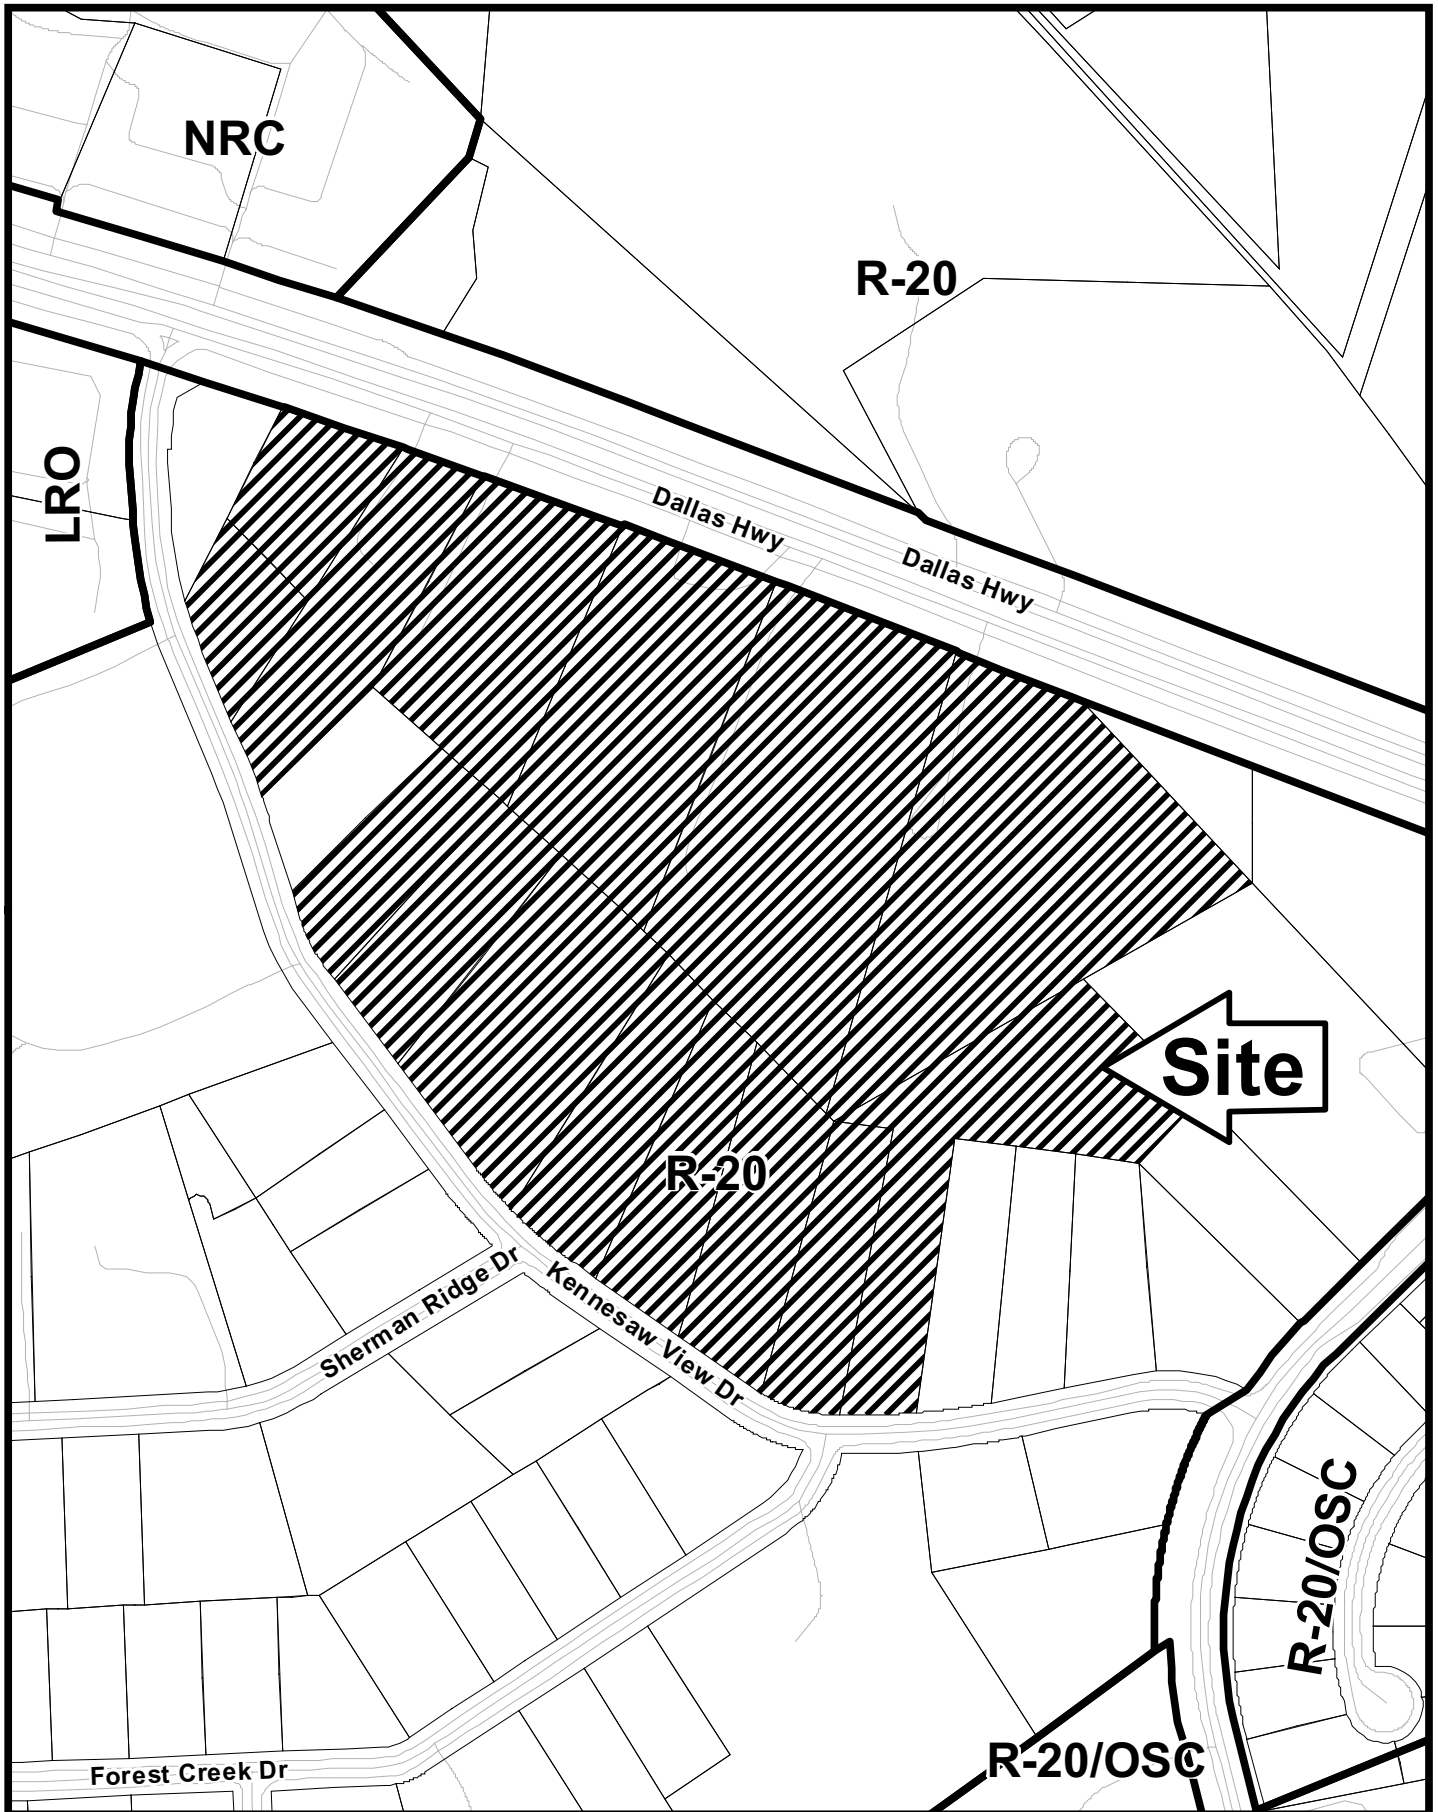 NRC
R-20
LRO
Dallas Hwy
Dallas Hwy
Site
R-20
Sherman Ridge Dr
Kennesaw View Dr
R-20/OSC
R-20/OSC
Forest Creek Dr